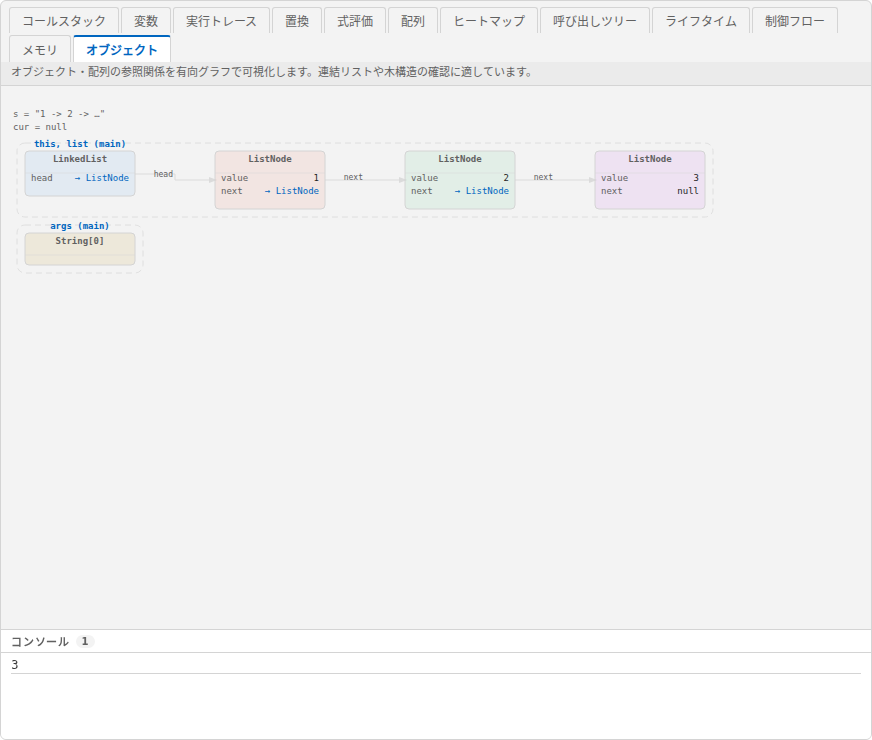 コールスタック 変数 実行トレース 置換 式評価 配列 ヒートマップ 呼び出しツリー ライフタイム 制御フロー
メモリ オブジェクト
オブジェクト・配列の参照関係を有向グラフで可視化します。連結リストや木構造の確認に適しています。
s = "1 -> 2 -> …"
cur = null
this, list (main)
LinkedList
head → ListNode
head
ListNode
value 1
next → ListNode
next
ListNode
value 2
next → ListNode
next
ListNode
value 3
next null
args (main)
String[0]
コンソール 1
3